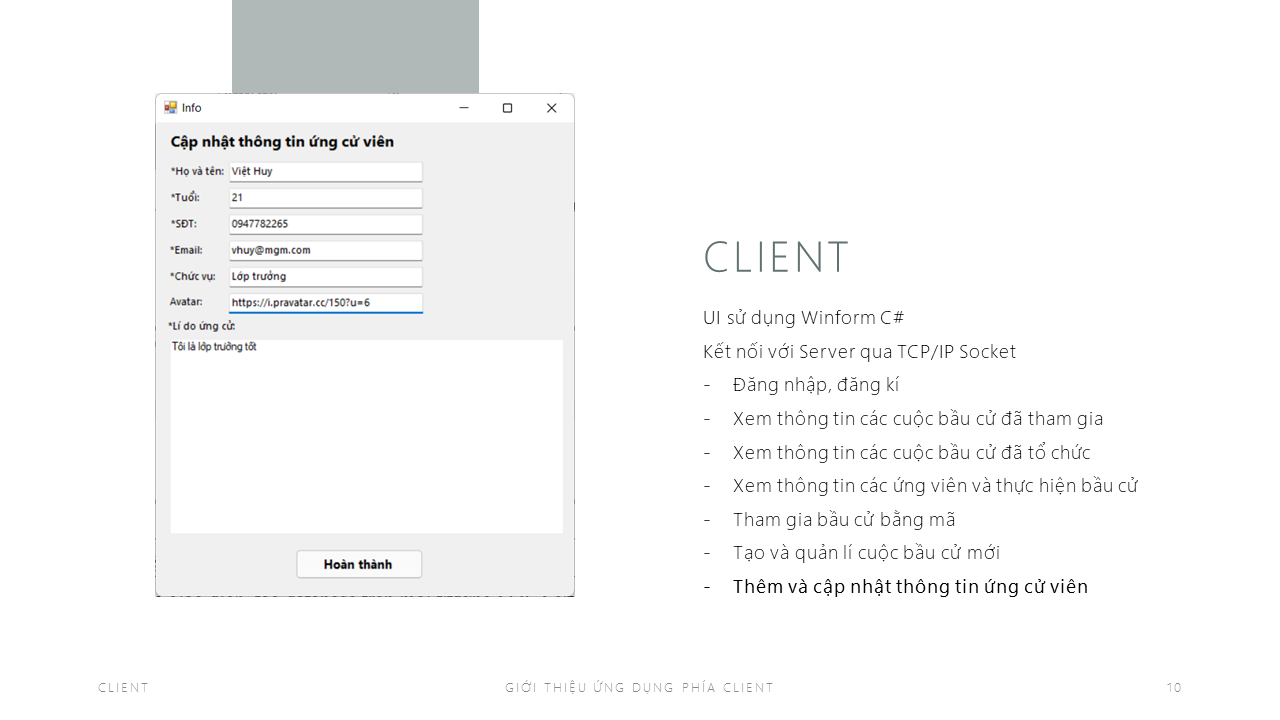 Info
Cập nhật thông tin ứng cử viên
*Họ và tên: Việt Huy
*Tuổi: 21
*SĐT: 0947782265
*Email: vhuy@mgm.com
*Chức vụ: Lớp trưởng
Avatar: https://i.pravatar.cc/150?u=6
*Lí do ứng cử:
Tôi là lớp trưởng tốt
Hoàn thành
CLIENT
UI sử dụng Winform C#
Kết nối với Server qua TCP/IP Socket
- Đăng nhập, đăng kí
- Xem thông tin các cuộc bầu cử đã tham gia
- Xem thông tin các cuộc bầu cử đã tổ chức
- Xem thông tin các ứng viên và thực hiện bầu cử
- Tham gia bầu cử bằng mã
- Tạo và quản lí cuộc bầu cử mới
- Thêm và cập nhật thông tin ứng cử viên
CLIENT
GIỚI THIỆU ỨNG DỤNG PHÍA CLIENT
10